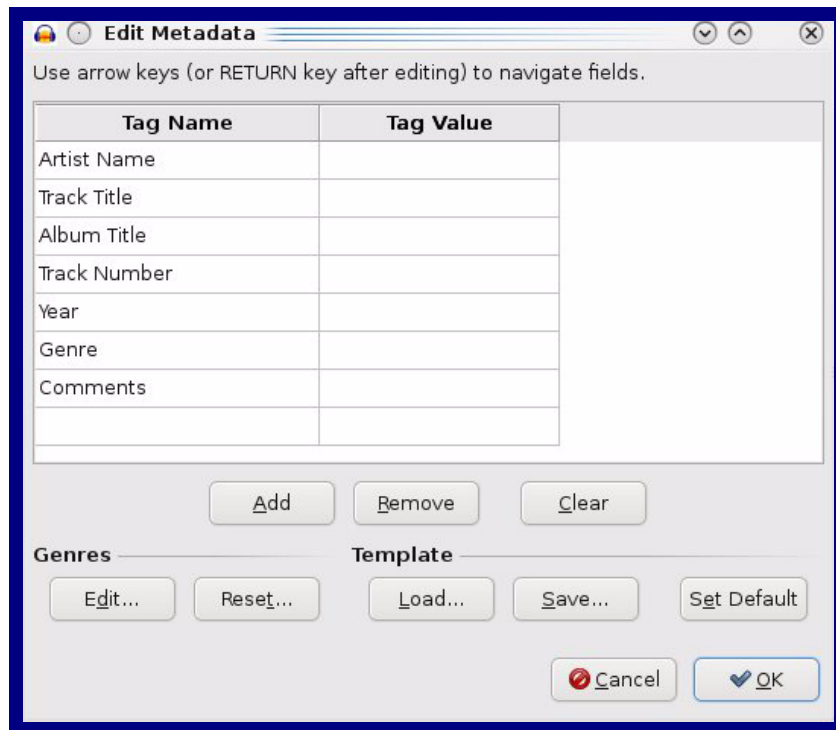 Edit Metadata
Use arrow keys (or RETURN key after editing) to navigate fields.
Tag Name Tag Value
Artist Name
Track Title
Album Title
Track Number
Year
Genre
Comments
Add Remove Clear
Genres Template
Edit... Reset... Load... Save... Set Default
Cancel OK